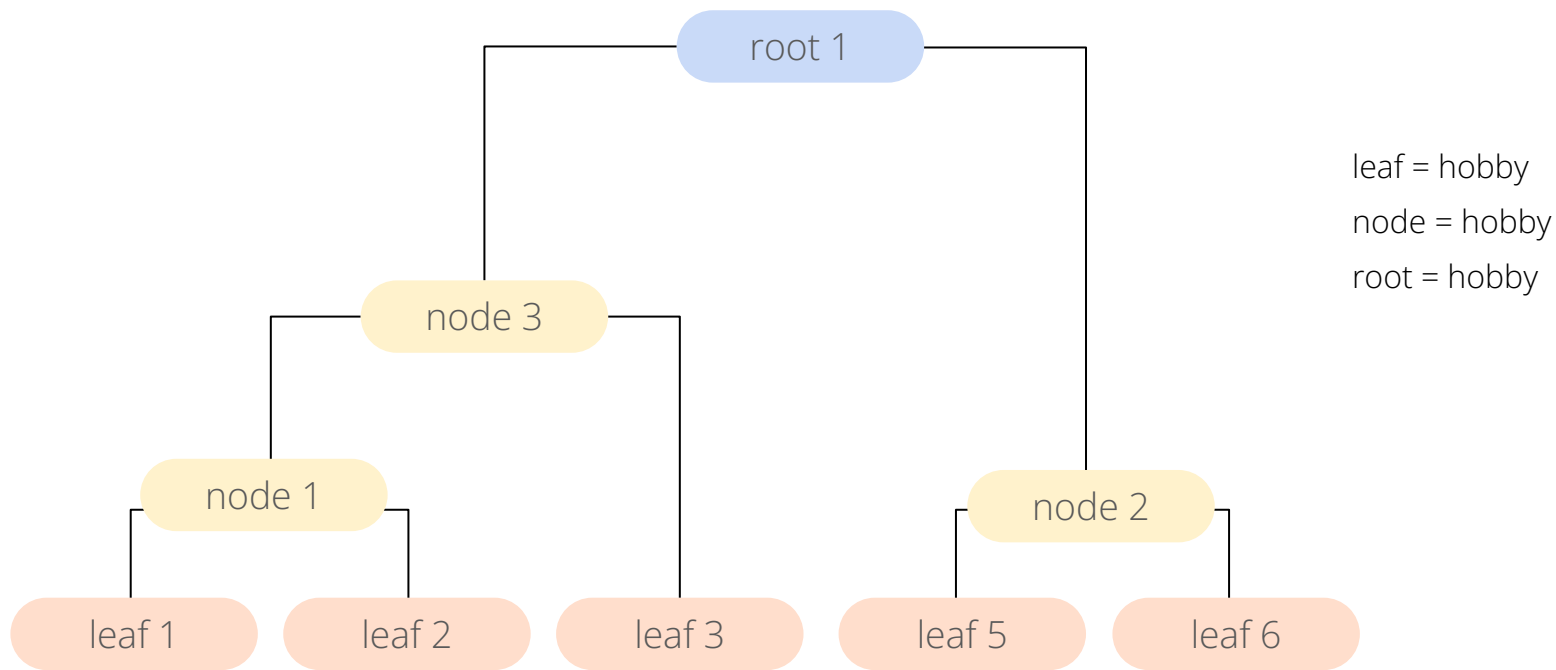 root 1
leaf = hobby
node = hobby
root = hobby
node 3
node 1
node 2
leaf 1
leaf 2
leaf 3
leaf 5
leaf 6